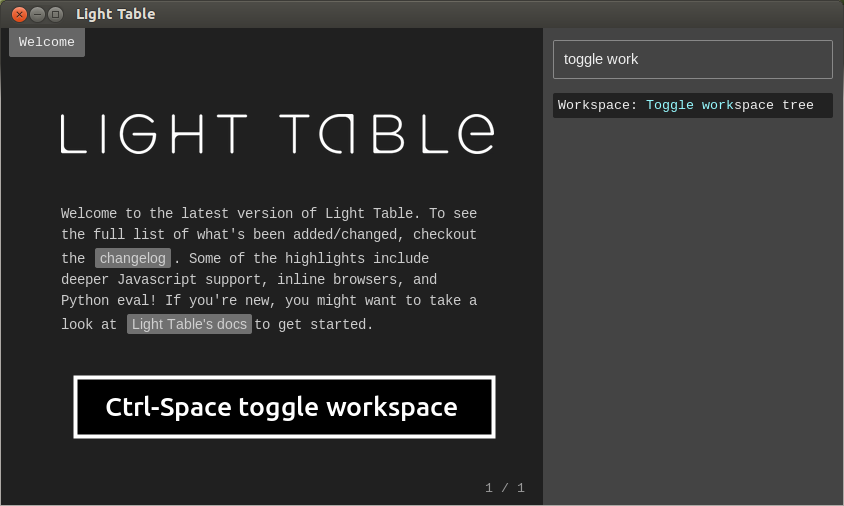 Light Table
Welcome
LIGHT TABLE
Welcome to the latest version of Light Table. To see
the full list of what's been added/changed, checkout
the changelog . Some of the highlights include
deeper Javascript support, inline browsers, and
Python eval! If you're new, you might want to take a
look at Light Table's docs to get started.
Ctrl-Space toggle workspace
1 / 1
toggle work
Workspace: Toggle workspace tree